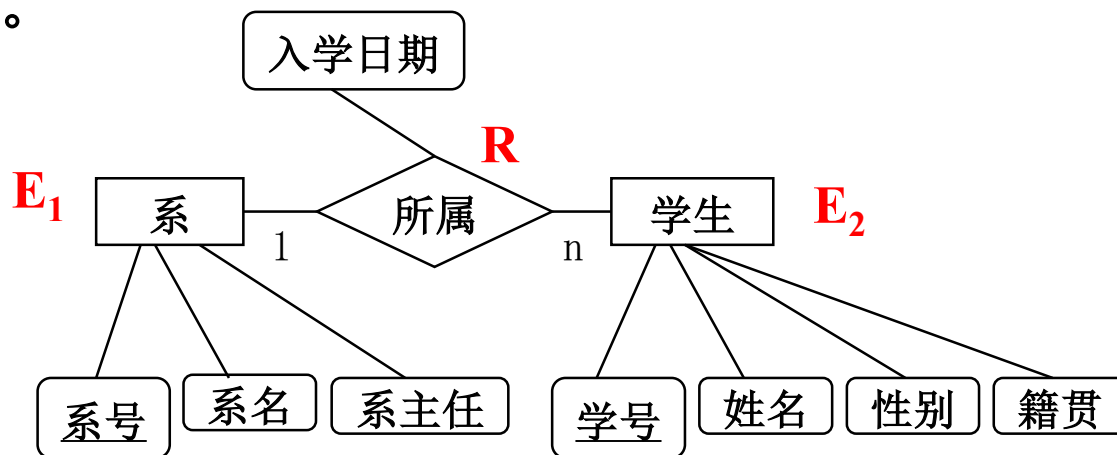 。
入学日期
R
E₁
系
所属
学生
E₂
1
n
系号
系名
系主任
学号
姓名
性别
籍贯